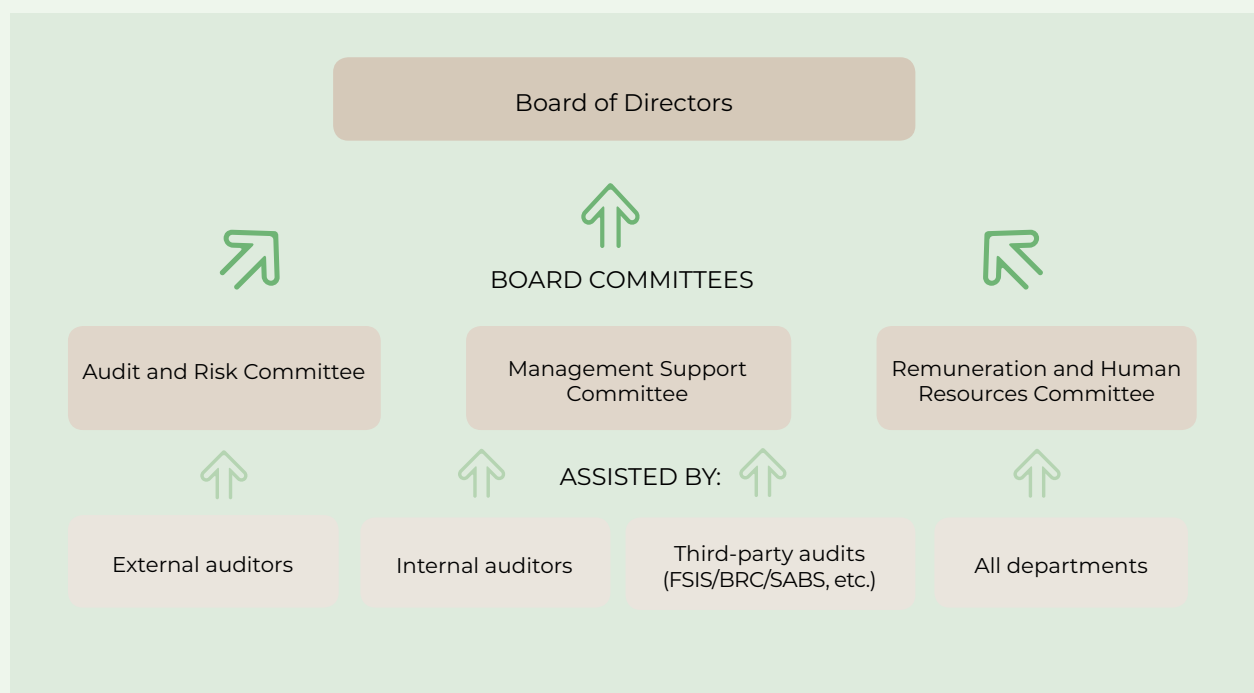 Board of Directors
BOARD COMMITTEES
Audit and Risk Committee
Management Support
Committee
Remuneration and Human
Resources Committee
ASSISTED BY:
External auditors
Internal auditors
Third-party audits
(FSIS/BRC/SABS, etc.)
All departments